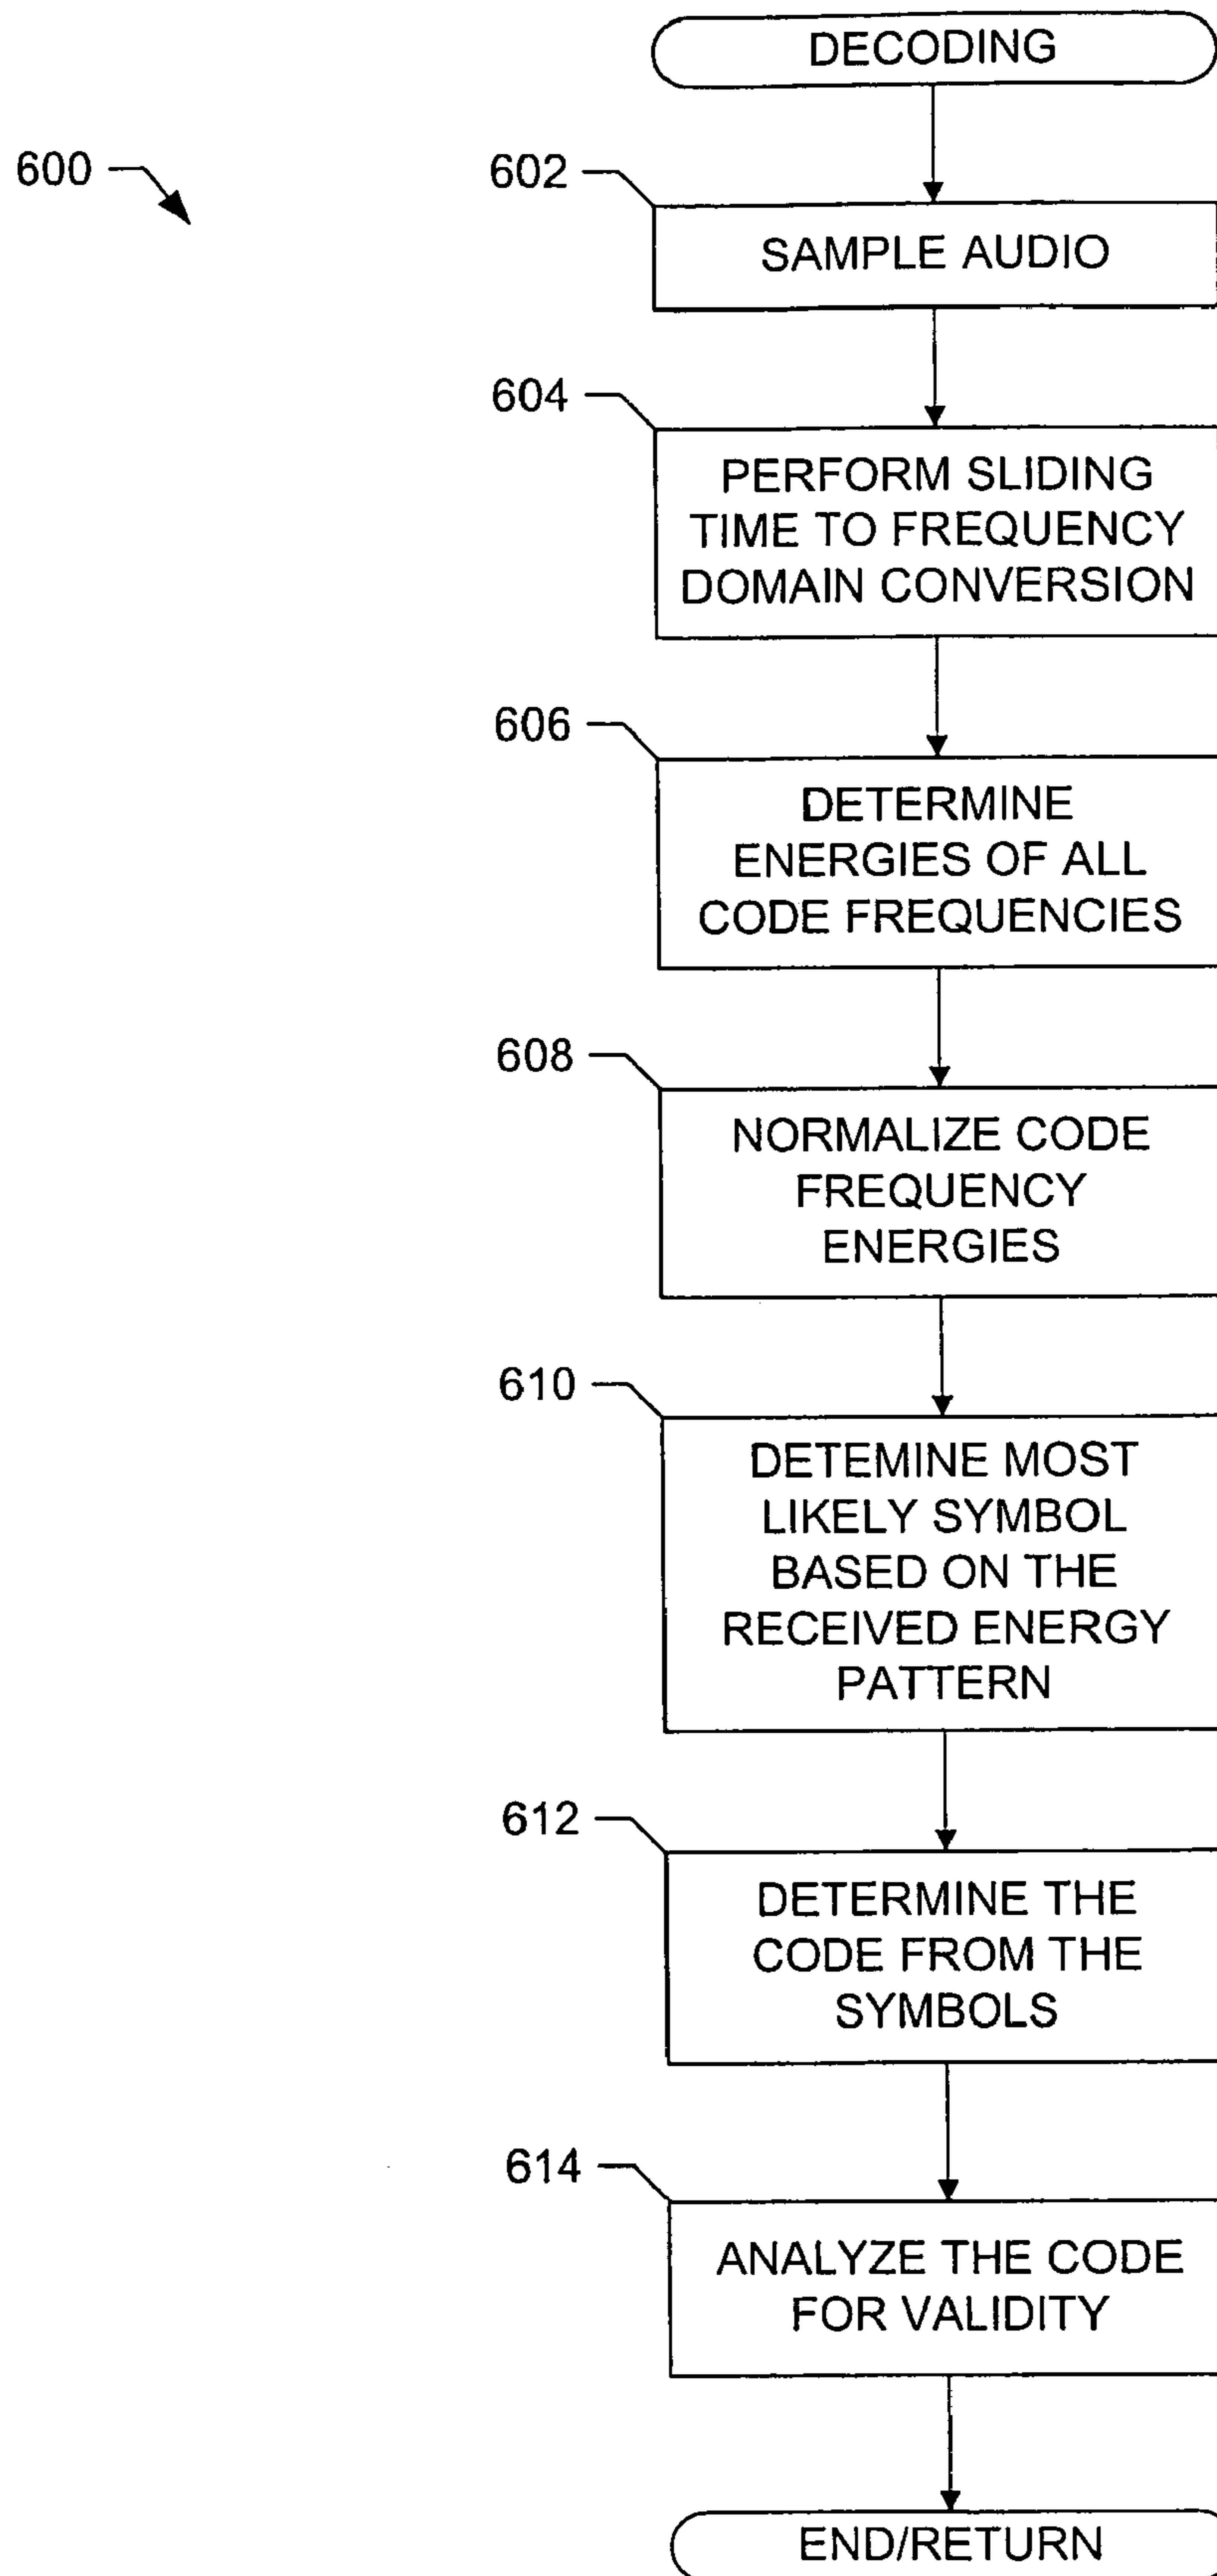 DECODING
600
602
SAMPLE AUDIO
604
PERFORM SLIDING
TIME TO FREQUENCY
DOMAIN CONVERSION
606
DETERMINE
ENERGIES OF ALL
CODE FREQUENCIES
608
NORMALIZE CODE
FREQUENCY
ENERGIES
610
DETEMINE MOST
LIKELY SYMBOL
BASED ON THE
RECEIVED ENERGY
PATTERN
612
DETERMINE THE
CODE FROM THE
SYMBOLS
614
ANALYZE THE CODE
FOR VALIDITY
END/RETURN